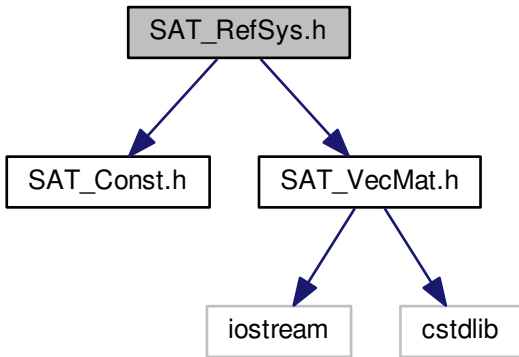 SAT_RefSys.h
SAT_Const.h
SAT_VecMat.h
iostream
cstdlib